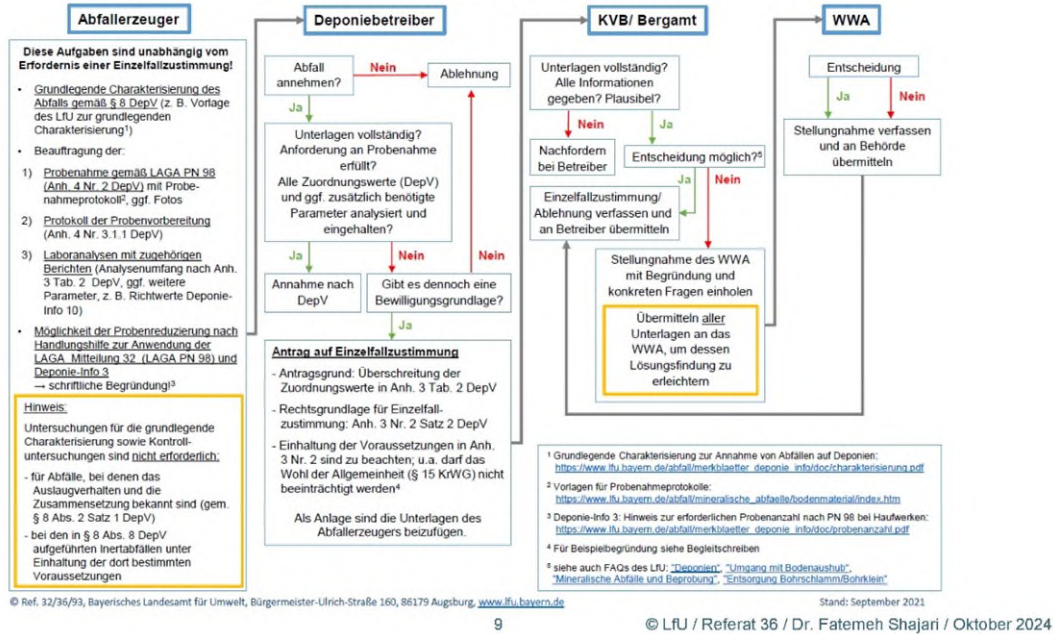 Abfallerzeuger
Diese Aufgaben sind unabhängig vom
Erfordernis einer Einzelfallzustimmung!
• Grundlegende Charakterisierung des
Abfalls gemäß § 8 DepV (z. B. Vorlage
des LfU zur grundlegenden
Charakterisierung¹)
• Beauftragung der:
1) Probenahme gemäß LAGA PN 98
(Anh. 4 Nr. 2 DepV) mit Probe-
nahmeprotokoll², ggf. Fotos
2) Protokoll der Probenvorbereitung
(Anh. 4 Nr. 3.1.1 DepV)
3) Laboranalysen mit zugehörigen
Berichten (Analysenumfang nach Anh.
3 Tab. 2 DepV, ggf. weitere
Parameter, z. B. Richtwerte Deponie-
Info 10)
• Möglichkeit der Probenreduzierung nach
Handlungshilfe zur Anwendung der
LAGA Mitteilung 32 (LAGA PN 98) und
Deponie-Info 3
→ schriftliche Begründung!³
Hinweis:
Untersuchungen für die grundlegende
Charakterisierung sowie Kontroll-
untersuchungen sind nicht erforderlich:
- für Abfälle, bei denen das
Auslaugverhalten und die
Zusammensetzung bekannt sind (gem.
§ 8 Abs. 2 Satz 1 DepV)
- bei den in § 8 Abs. 8 DepV
aufgeführten Inertabfällen unter
Einhaltung der dort bestimmten
Voraussetzungen
Deponiebetreiber
Abfall
annehmen?
Nein
Ablehnung
Ja
Unterlagen vollständig?
Anforderung an Probenahme
erfüllt?
Alle Zuordnungswerte (DepV)
und ggf. zusätzlich benötigte
Parameter analysiert und
eingehalten?
Ja
Nein
Nein
Annahme nach
DepV
Gibt es dennoch eine
Bewilligungsgrundlage?
Ja
Antrag auf Einzelfallzustimmung
- Antragsgrund: Überschreitung der
Zuordnungswerte in Anh. 3 Tab. 2 DepV
- Rechtsgrundlage für Einzelfall-
zustimmung: Anh. 3 Nr. 2 Satz 2 DepV
- Einhaltung der Voraussetzungen in Anh.
3 Nr. 2 sind zu beachten; u.a. darf das
Wohl der Allgemeinheit (§ 15 KrWG) nicht
beeinträchtigt werden⁴
Als Anlage sind die Unterlagen des
Abfallerzeugers beizufügen.
KVB/ Bergamt
Unterlagen vollständig?
Alle Informationen
gegeben? Plausibel?
Nein
Ja
Nachfordern
bei Betreiber
Entscheidung möglich?⁵
Ja
Nein
Einzelfallzustimmung/
Ablehnung verfassen und
an Betreiber übermitteln
Stellungnahme des WWA
mit Begründung und
konkreten Fragen einholen
Übermitteln aller
Unterlagen an das
WWA, um dessen
Lösungsfindung zu
erleichtern
WWA
Entscheidung
Ja
Nein
Stellungnahme verfassen
und an Behörde
übermitteln
¹ Grundlegende Charakterisierung zur Annahme von Abfällen auf Deponien:
https://www.lfu.bayern.de/abfall/merkblaetter_deponie_info/doc/charakterisierung.pdf
² Vorlagen für Probenahmeprotokolle:
https://www.lfu.bayern.de/abfall/mineralische_abfaelle/bodenmaterial/index.htm
³ Deponie-Info 3: Hinweis zur erforderlichen Probenanzahl nach PN 98 bei Haufwerken:
https://www.lfu.bayern.de/abfall/merkblaetter_deponie_info/doc/probenanzahl.pdf
⁴ Für Beispielbegründung siehe Begleitschreiben
⁵ siehe auch FAQs des LfU: "Deponien", "Umgang mit Bodenaushub",
"Mineralische Abfälle und Beprobung", "Entsorgung Bohrschlamm/Bohrklein"
© Ref. 32/36/93, Bayerisches Landesamt für Umwelt, Bürgermeister-Ulrich-Straße 160, 86179 Augsburg, www.lfu.bayern.de
Stand: September 2021
9
© LfU / Referat 36 / Dr. Fatemeh Shajari / Oktober 2024